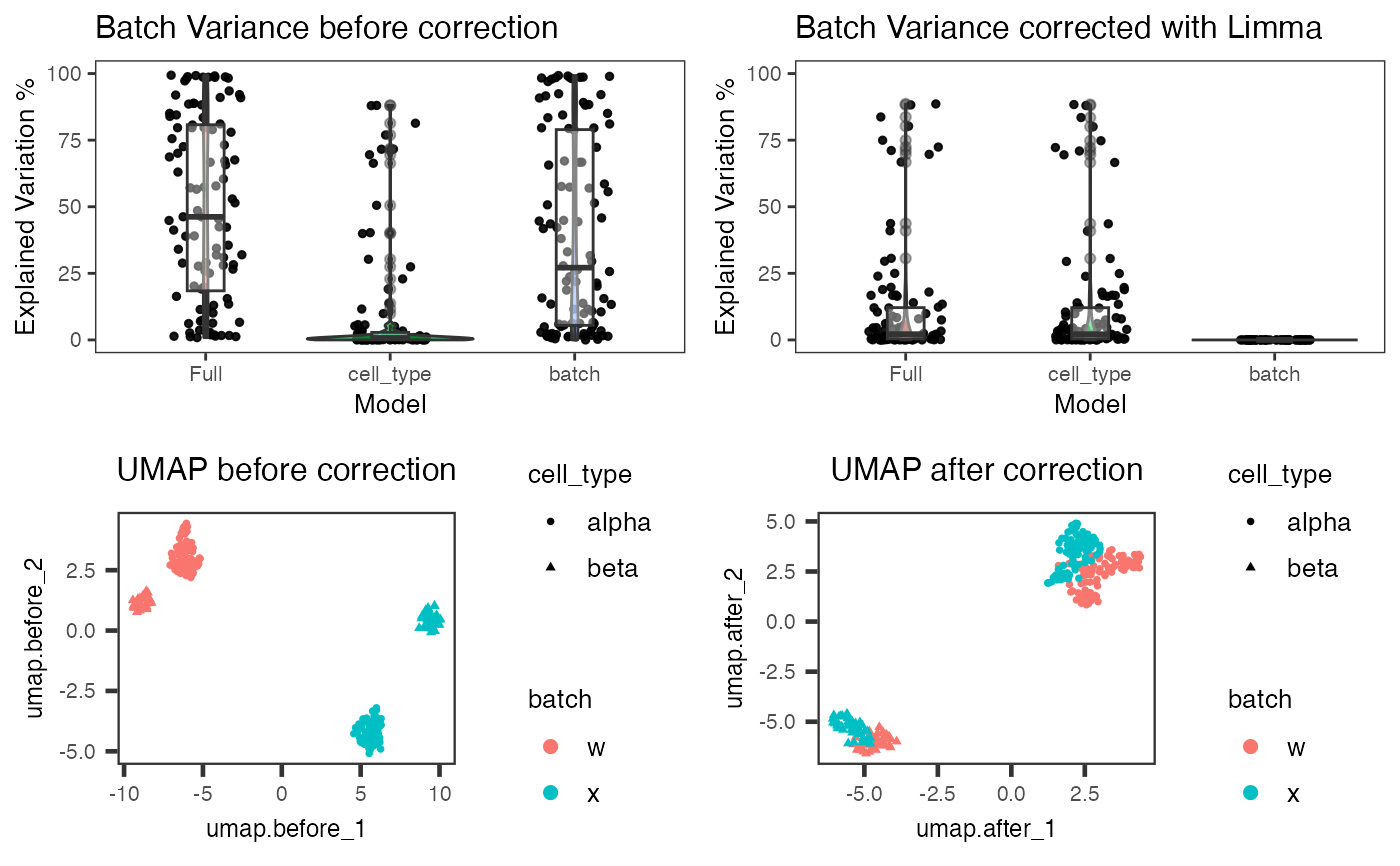 Batch Variance before correction
Explained Variation %
100
75
50
25
0
Full cell_type batch
Model
Batch Variance corrected with Limma
Explained Variation %
100
75
50
25
0
Full cell_type batch
Model
UMAP before correction
umap.before_2
2.5
0.0
-2.5
-5.0
-10 -5 0 5 10
umap.before_1
cell_type
alpha
beta
batch
w
x
UMAP after correction
umap.after_2
5.0
2.5
0.0
-2.5
-5.0
-5.0 -2.5 0.0 2.5
umap.after_1
cell_type
alpha
beta
batch
w
x